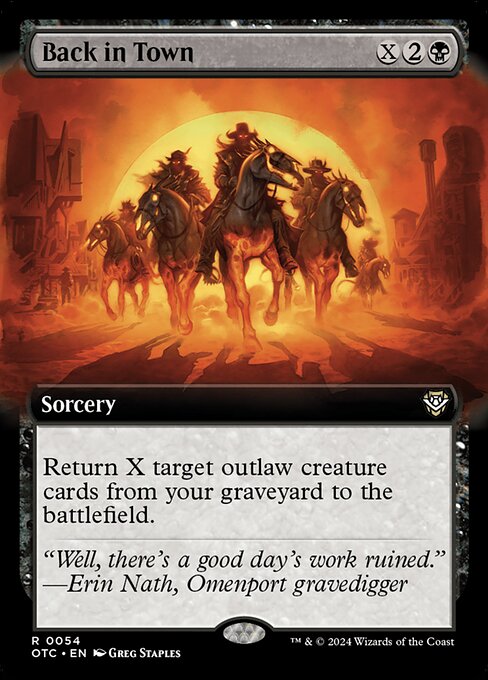 Back in Town X2
Sorcery
Return X target outlaw creature
cards from your graveyard to the
battlefield.
“Well, there’s a good day’s work ruined.”
—Erin Nath, Omenport gravedigger
R 0054
OTC • EN Greg Staples
™ & © 2024 Wizards of the Coast